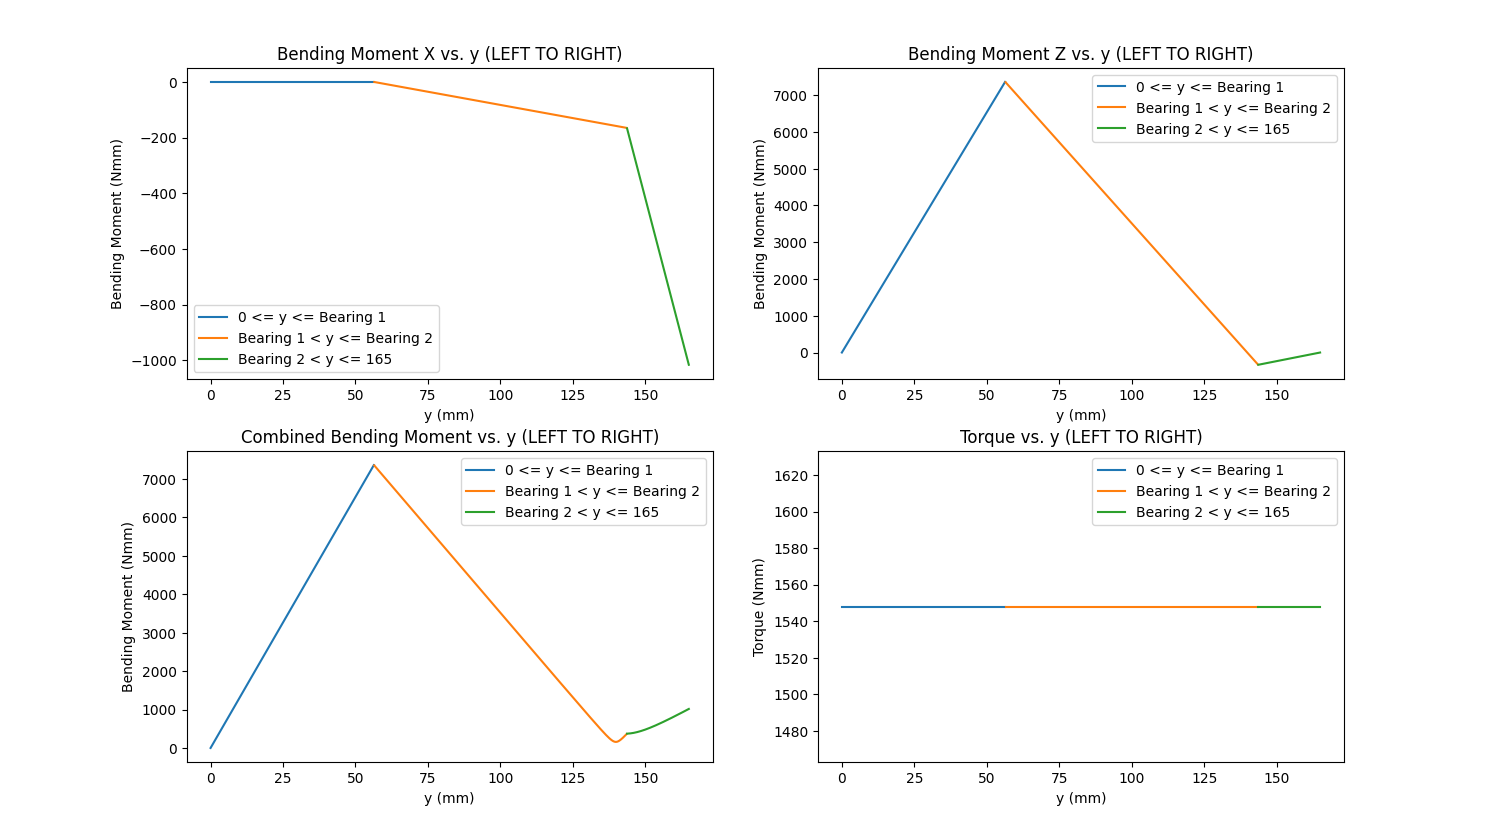 Bending Moment X vs. y (LEFT TO RIGHT)
0
−200
−400
−600
−800
−1000
Bending Moment (Nmm)
0 <= y <= Bearing 1
Bearing 1 < y <= Bearing 2
Bearing 2 < y <= 165
0 25 50 75 100 125 150
y (mm)
Bending Moment Z vs. y (LEFT TO RIGHT)
7000
6000
5000
4000
3000
2000
1000
0
Bending Moment (Nmm)
0 <= y <= Bearing 1
Bearing 1 < y <= Bearing 2
Bearing 2 < y <= 165
0 25 50 75 100 125 150
y (mm)
Combined Bending Moment vs. y (LEFT TO RIGHT)
7000
6000
5000
4000
3000
2000
1000
0
Bending Moment (Nmm)
0 <= y <= Bearing 1
Bearing 1 < y <= Bearing 2
Bearing 2 < y <= 165
0 25 50 75 100 125 150
y (mm)
Torque vs. y (LEFT TO RIGHT)
1620
1600
1580
1560
1540
1520
1500
1480
Torque (Nmm)
0 <= y <= Bearing 1
Bearing 1 < y <= Bearing 2
Bearing 2 < y <= 165
0 25 50 75 100 125 150
y (mm)